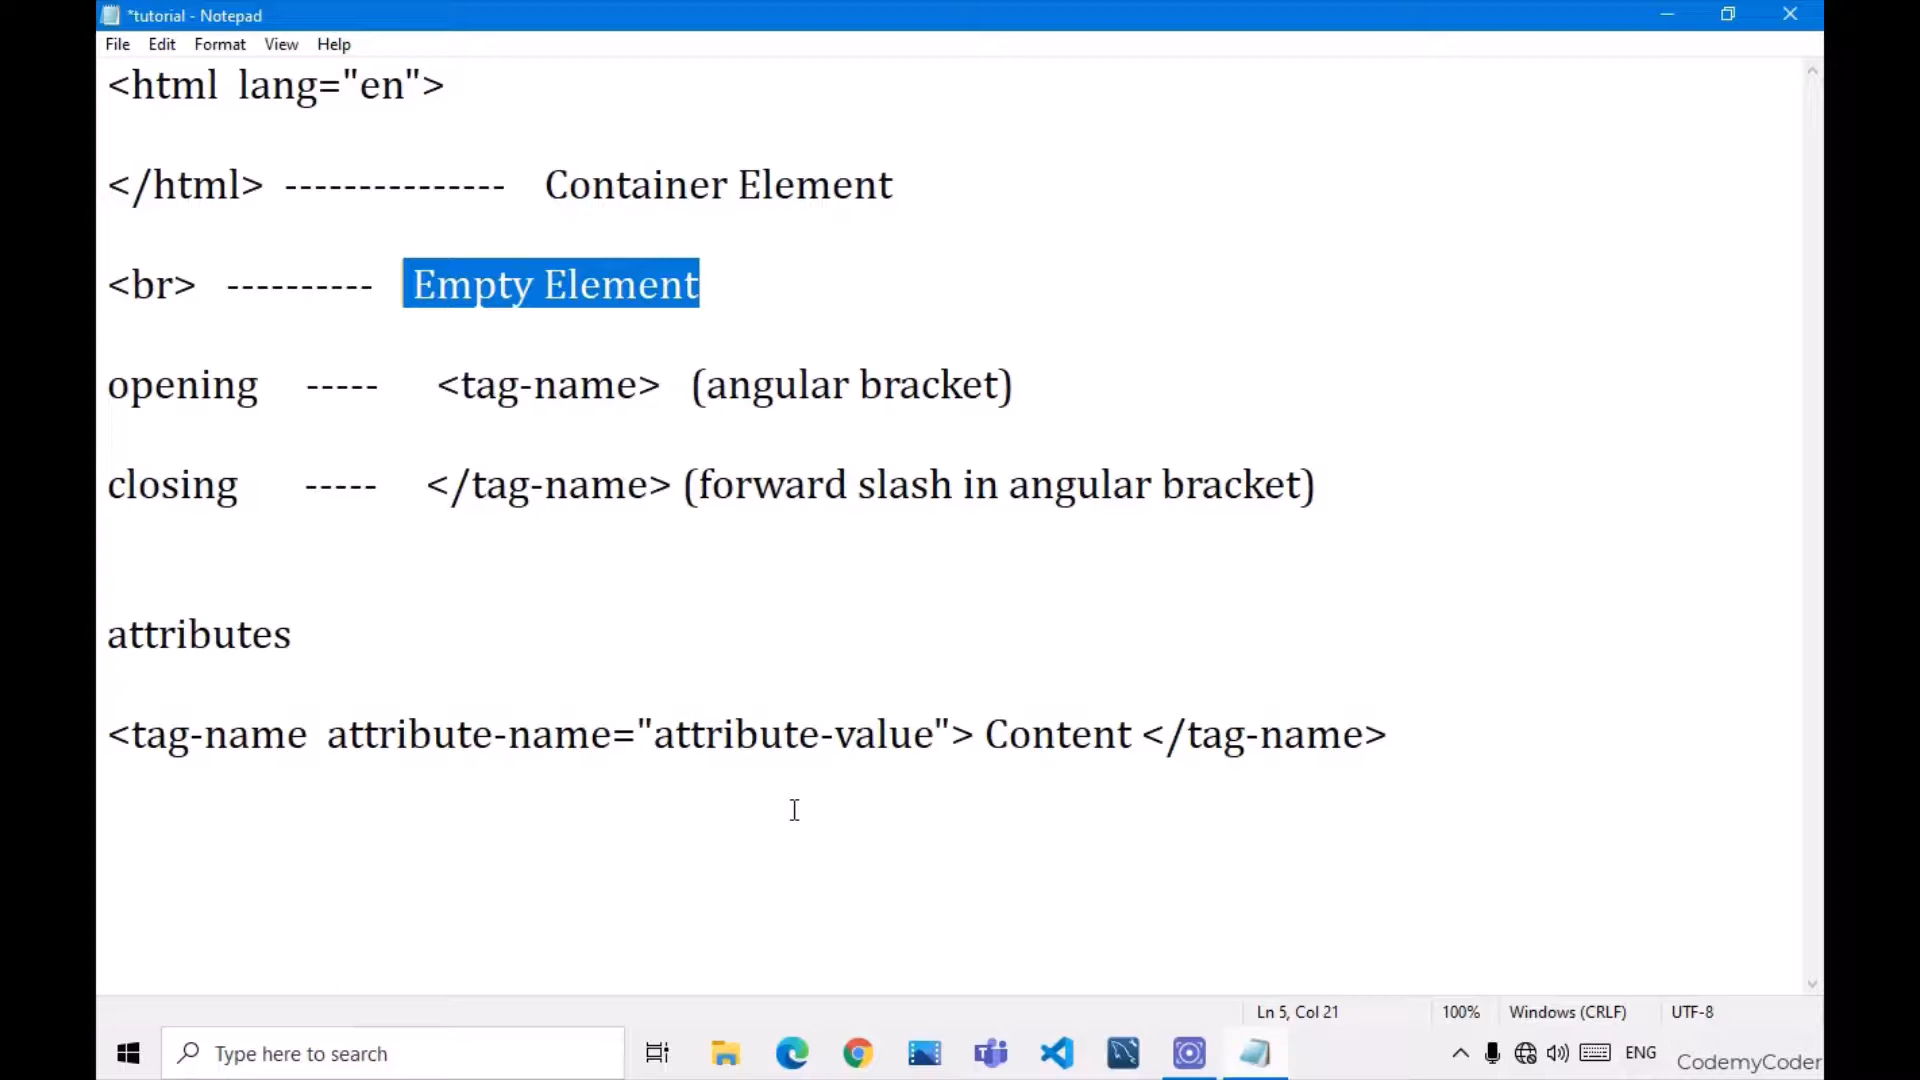 *tutorial - Notepad
File Edit Format View Help
<html lang="en">
</html> --------------- Container Element
<br> ---------- Empty Element
opening ----- <tag-name> (angular bracket)
closing ----- </tag-name> (forward slash in angular bracket)
attributes
<tag-name attribute-name="attribute-value"> Content </tag-name>
Ln 5, Col 21 100% Windows (CRLF) UTF-8
Type here to search ENG CodemyCoder